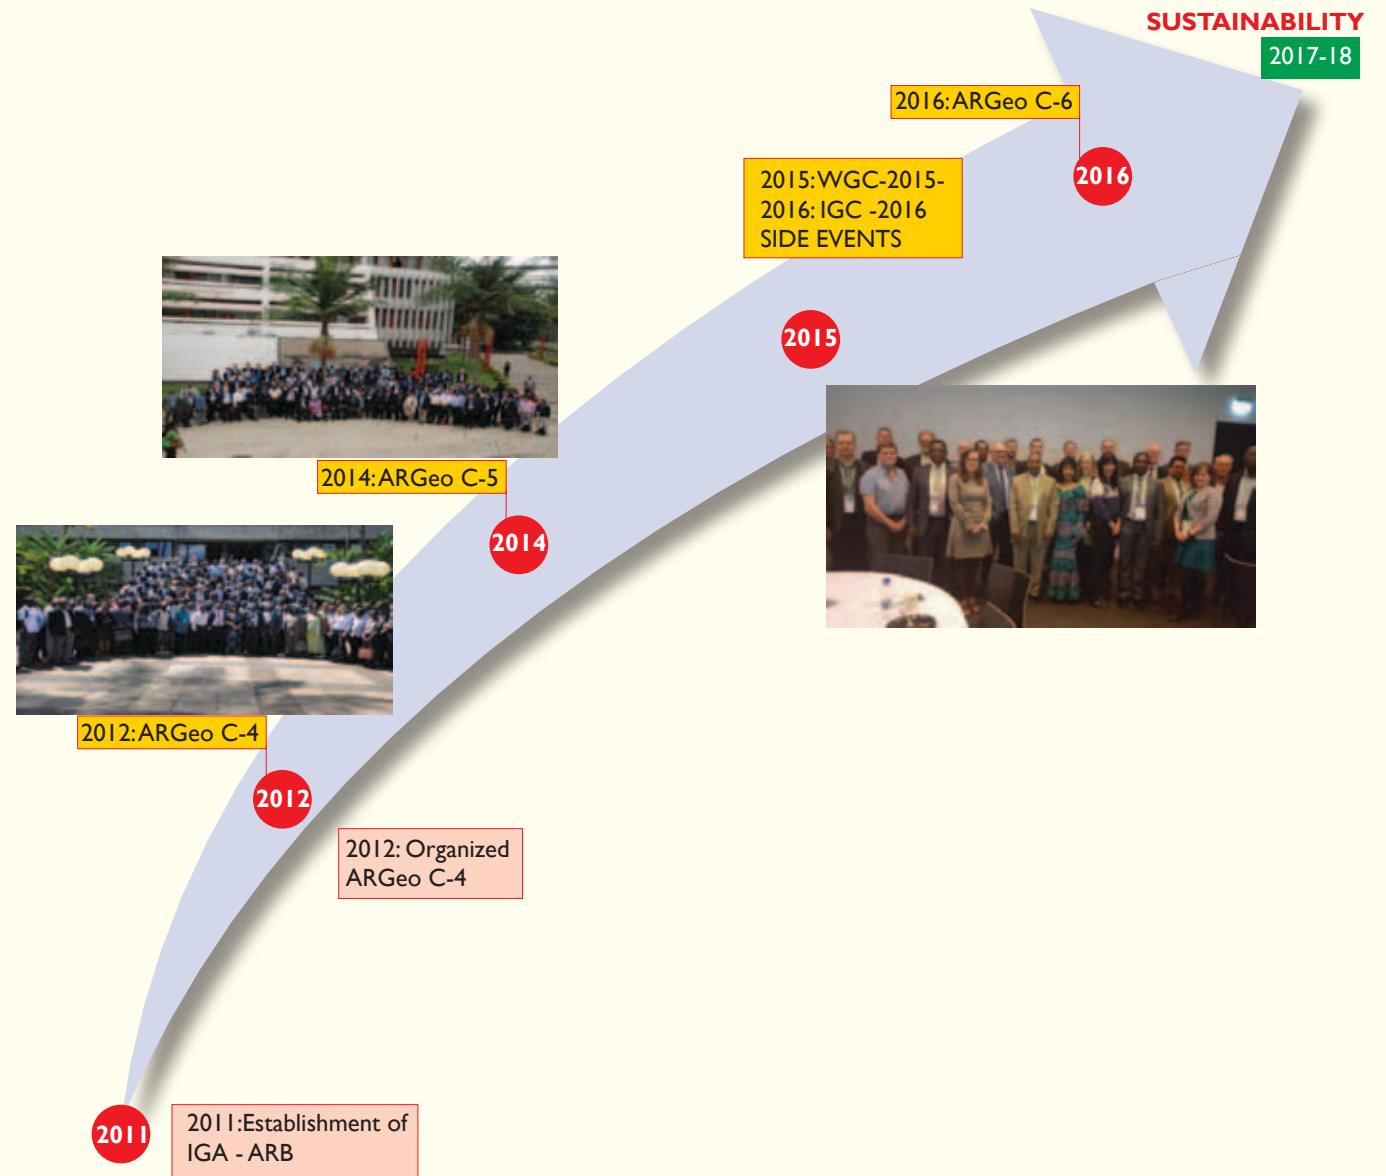 SUSTAINABILITY
2017-18
2016: ARGeo C-6
2016
2015: WGC-2015-
2016: IGC -2016
SIDE EVENTS
2015
2014: ARGeo C-5
2014
2012: ARGeo C-4
2012
2012: Organized
ARGeo C-4
2011
2011:Establishment of
IGA - ARB